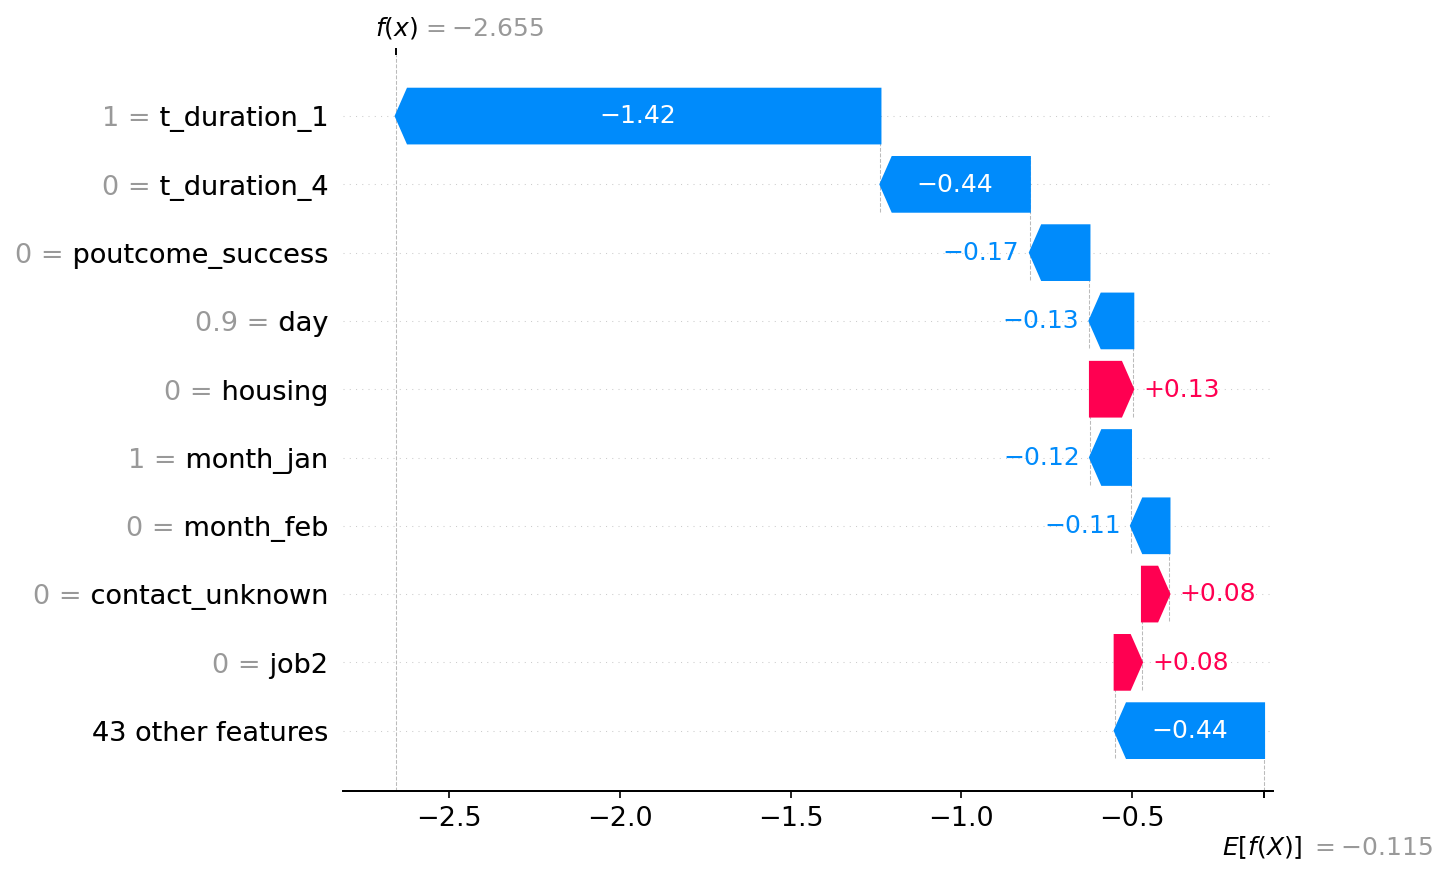 f(x) = −2.655
1 = t_duration_1
−1.42
0 = t_duration_4
−0.44
0 = poutcome_success
−0.17
0.9 = day
−0.13
0 = housing
+0.13
1 = month_jan
−0.12
0 = month_feb
−0.11
0 = contact_unknown
+0.08
0 = job2
+0.08
43 other features
−0.44
−2.5 −2.0 −1.5 −1.0 −0.5
E[f(X)] = −0.115